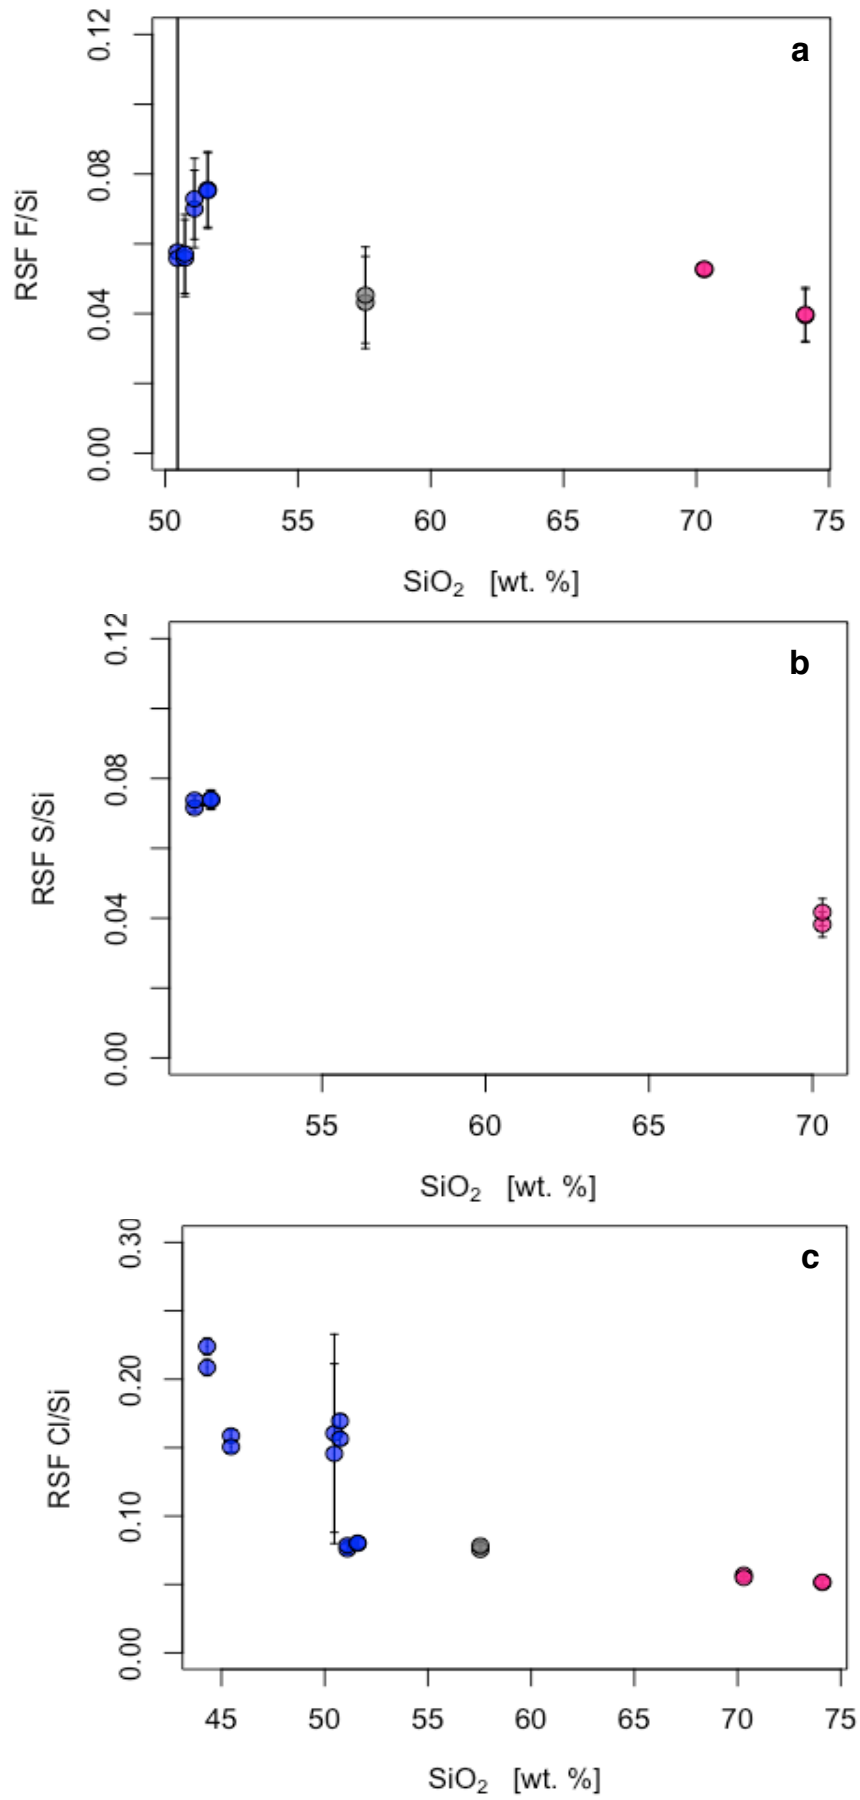 a
0.12
0.08
0.04
0.00
RSF F/Si
50 55 60 65 70 75
SiO₂ [wt. %]
b
0.12
0.08
0.04
0.00
RSF S/Si
55 60 65 70
SiO₂ [wt. %]
c
0.30
0.20
0.10
0.00
RSF Cl/Si
45 50 55 60 65 70 75
SiO₂ [wt. %]